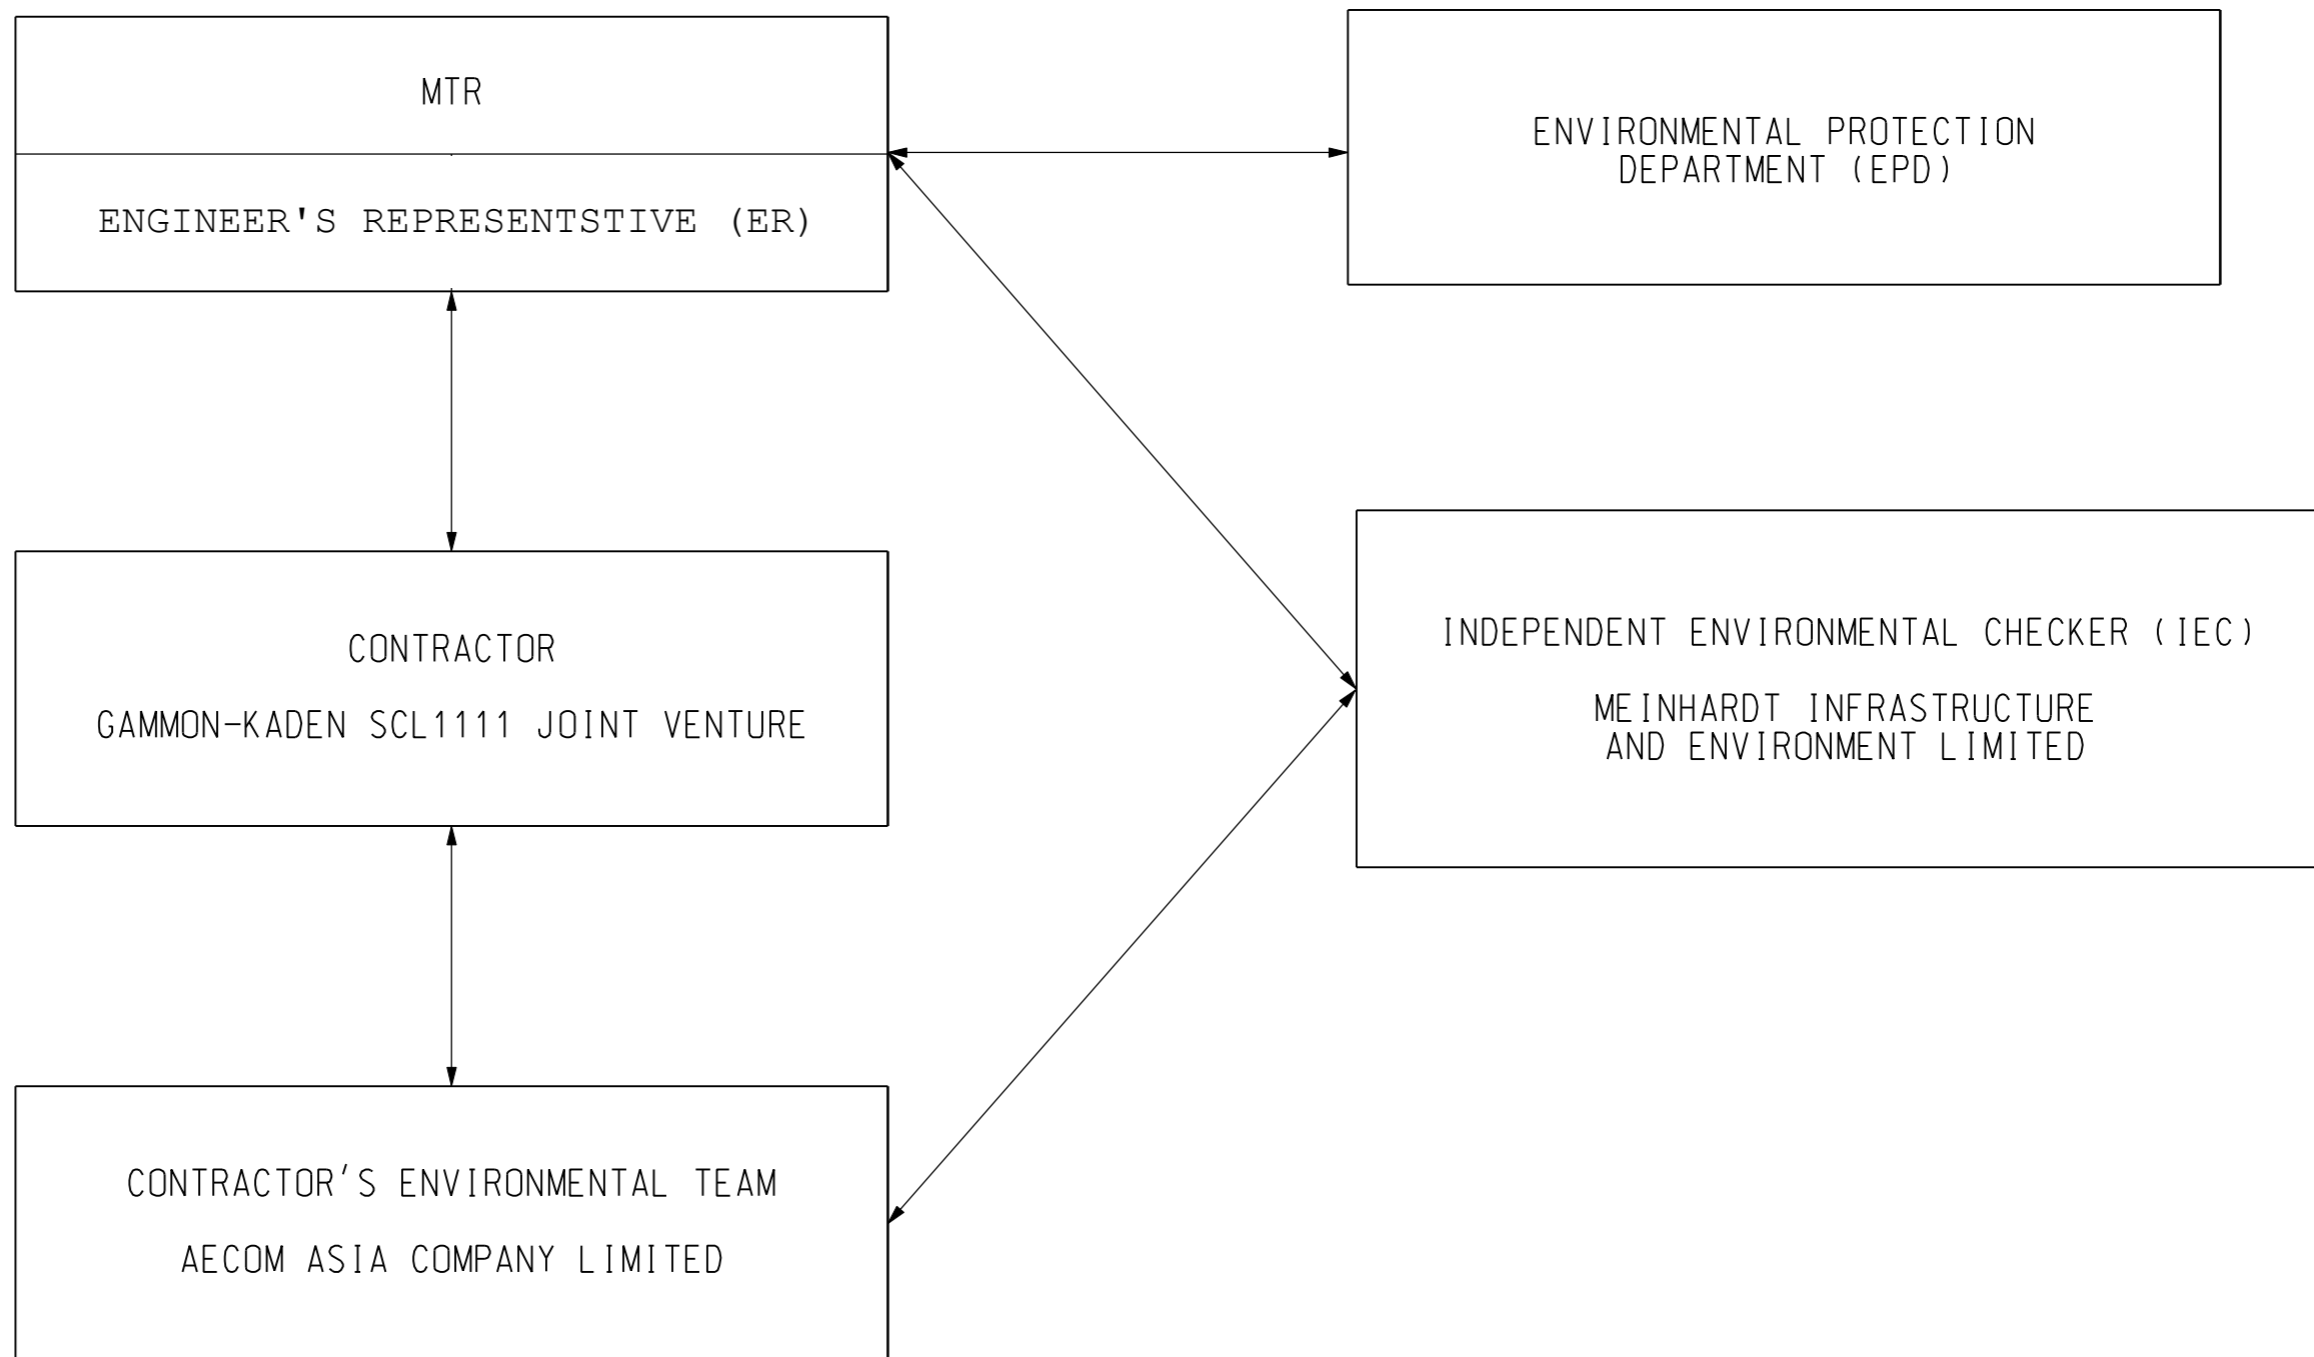 MTR
ENGINEER'S REPRESENTSTIVE (ER)
ENVIRONMENTAL PROTECTION
DEPARTMENT (EPD)
CONTRACTOR
GAMMON-KADEN SCL1111 JOINT VENTURE
INDEPENDENT ENVIRONMENTAL CHECKER (IEC)
MEINHARDT INFRASTRUCTURE
AND ENVIRONMENT LIMITED
CONTRACTOR'S ENVIRONMENTAL TEAM
AECOM ASIA COMPANY LIMITED